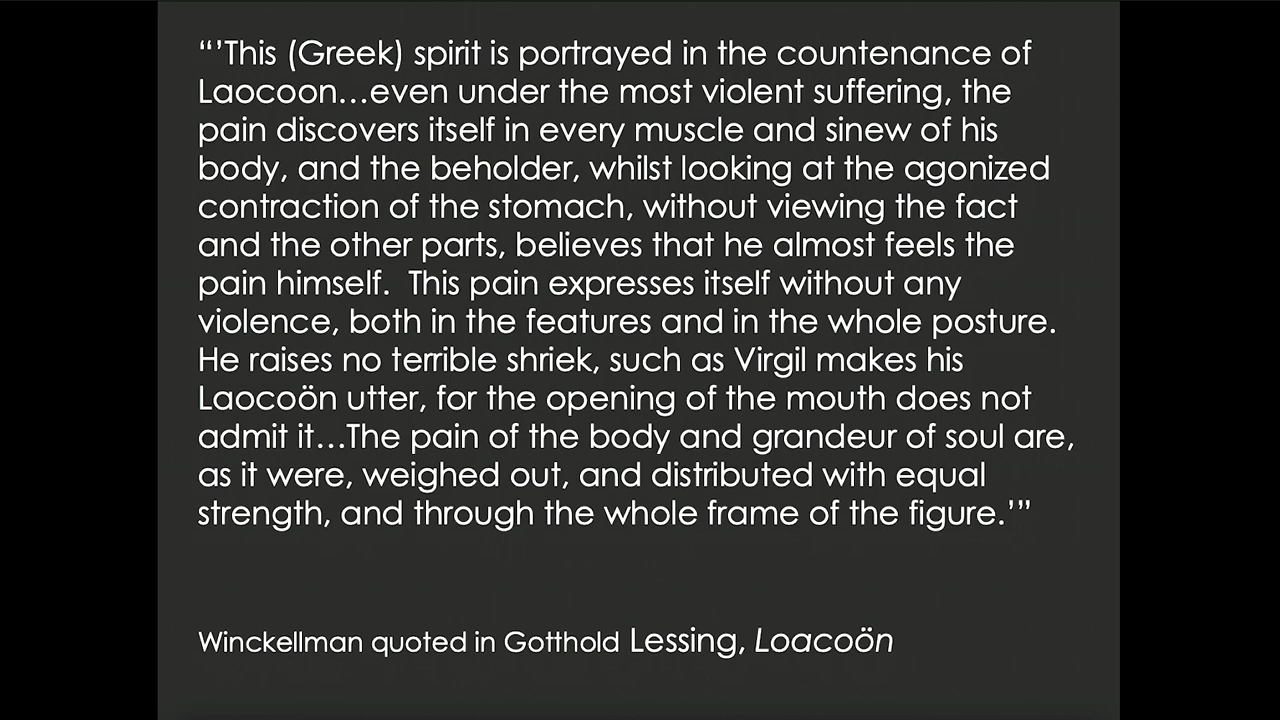 “’This (Greek) spirit is portrayed in the countenance of
Laocoon…even under the most violent suffering, the
pain discovers itself in every muscle and sinew of his
body, and the beholder, whilst looking at the agonized
contraction of the stomach, without viewing the fact
and the other parts, believes that he almost feels the
pain himself.  This pain expresses itself without any
violence, both in the features and in the whole posture.
He raises no terrible shriek, such as Virgil makes his
Laocoön utter, for the opening of the mouth does not
admit it…The pain of the body and grandeur of soul are,
as it were, weighed out, and distributed with equal
strength, and through the whole frame of the figure.’”
Winckellman quoted in Gotthold Lessing, Loacoön